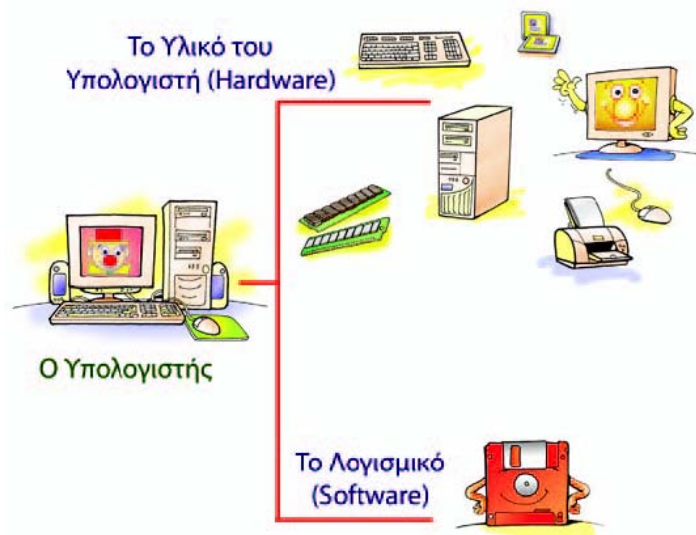 Το Υλικό του
Υπολογιστή (Hardware)
Ο Υπολογιστής
Το Λογισμικό
(Software)